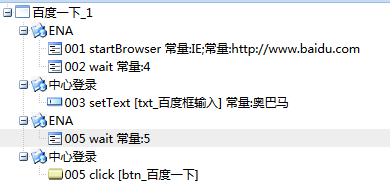 百度一下_1
ENA
001 startBrowser 常量:IE;常量:http://www.baidu.com
002 wait 常量:4
中心登录
003 setText [txt_百度框输入] 常量:奥巴马
ENA
005 wait 常量:5
中心登录
005 click [btn_百度一下]